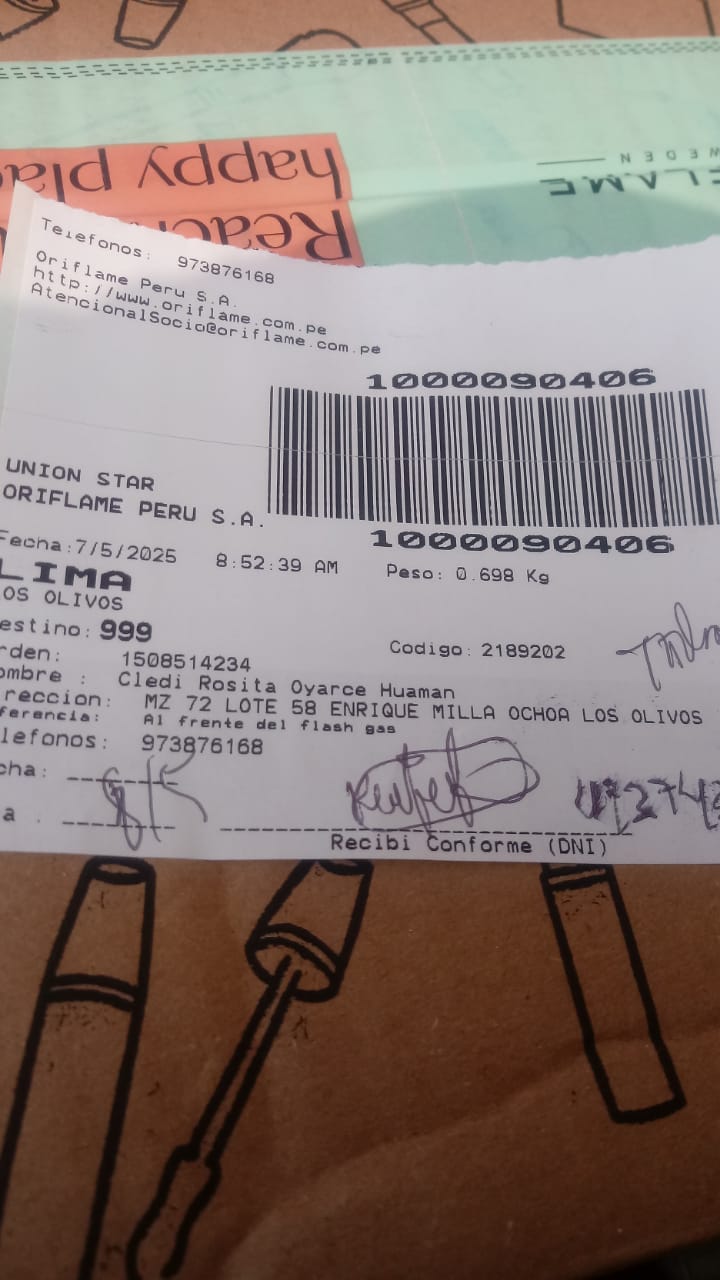 happy pla
Reac
Telefonos: 973876168
Oriflame Peru S.A.
http://www.oriflame.com.pe
AtencionalSocio@oriflame.com.pe
1000090406
UNION STAR
ORIFLAME PERU S.A.
1000090406
Fecha:7/5/2025 8:52:39 AM Peso: 0.698 Kg
LIMA
OS OLIVOS
estino: 999
Codigo: 2189202
rden: 1508514234
ombre : Cledi Rosita Oyarce Huaman
reccion: MZ 72 LOTE 58 ENRIQUE MILLA OCHOA LOS OLIVOS
ferencia: Al frente del flash gas
lefonos: 973876168
cha:
a .
Recibi Conforme (DNI)